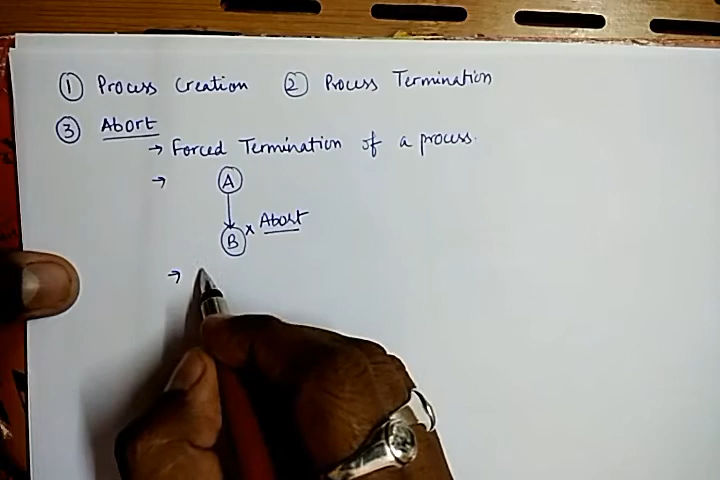 ① Process Creation ② Process Termination
③ Abort
→ Forced Termination of a process.
→ A
B x Abort
→